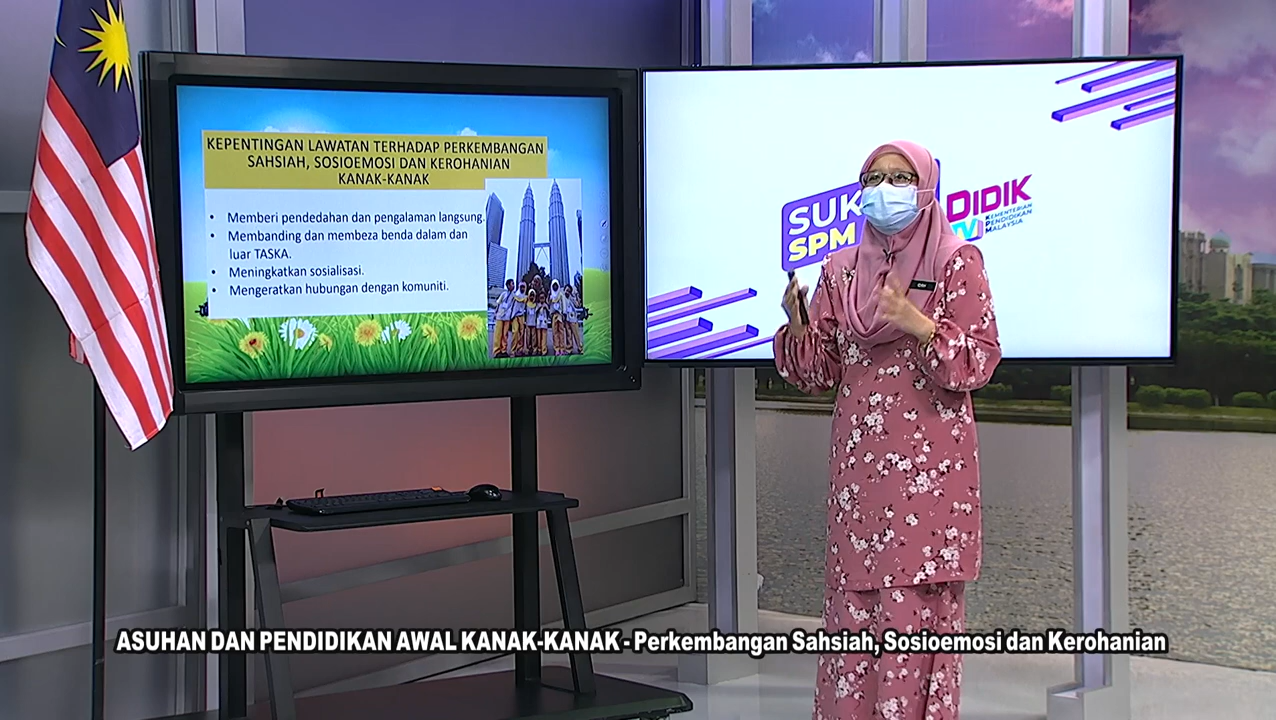 KEPENTINGAN LAWATAN TERHADAP PERKEMBANGAN
SAHSIAH, SOSIOEMOSI DAN KEROHANIAN
KANAK-KANAK
• Memberi pendedahan dan pengalaman langsung.
• Membanding dan membeza benda dalam dan
luar TASKA.
• Meningkatkan sosialisasi.
• Mengeratkan hubungan dengan komuniti.
SUK
SPM
DIDIK
TV
KEMENTERIAN
PENDIDIKAN
MALAYSIA
ASUHAN DAN PENDIDIKAN AWAL KANAK-KANAK - Perkembangan Sahsiah, Sosioemosi dan Kerohanian